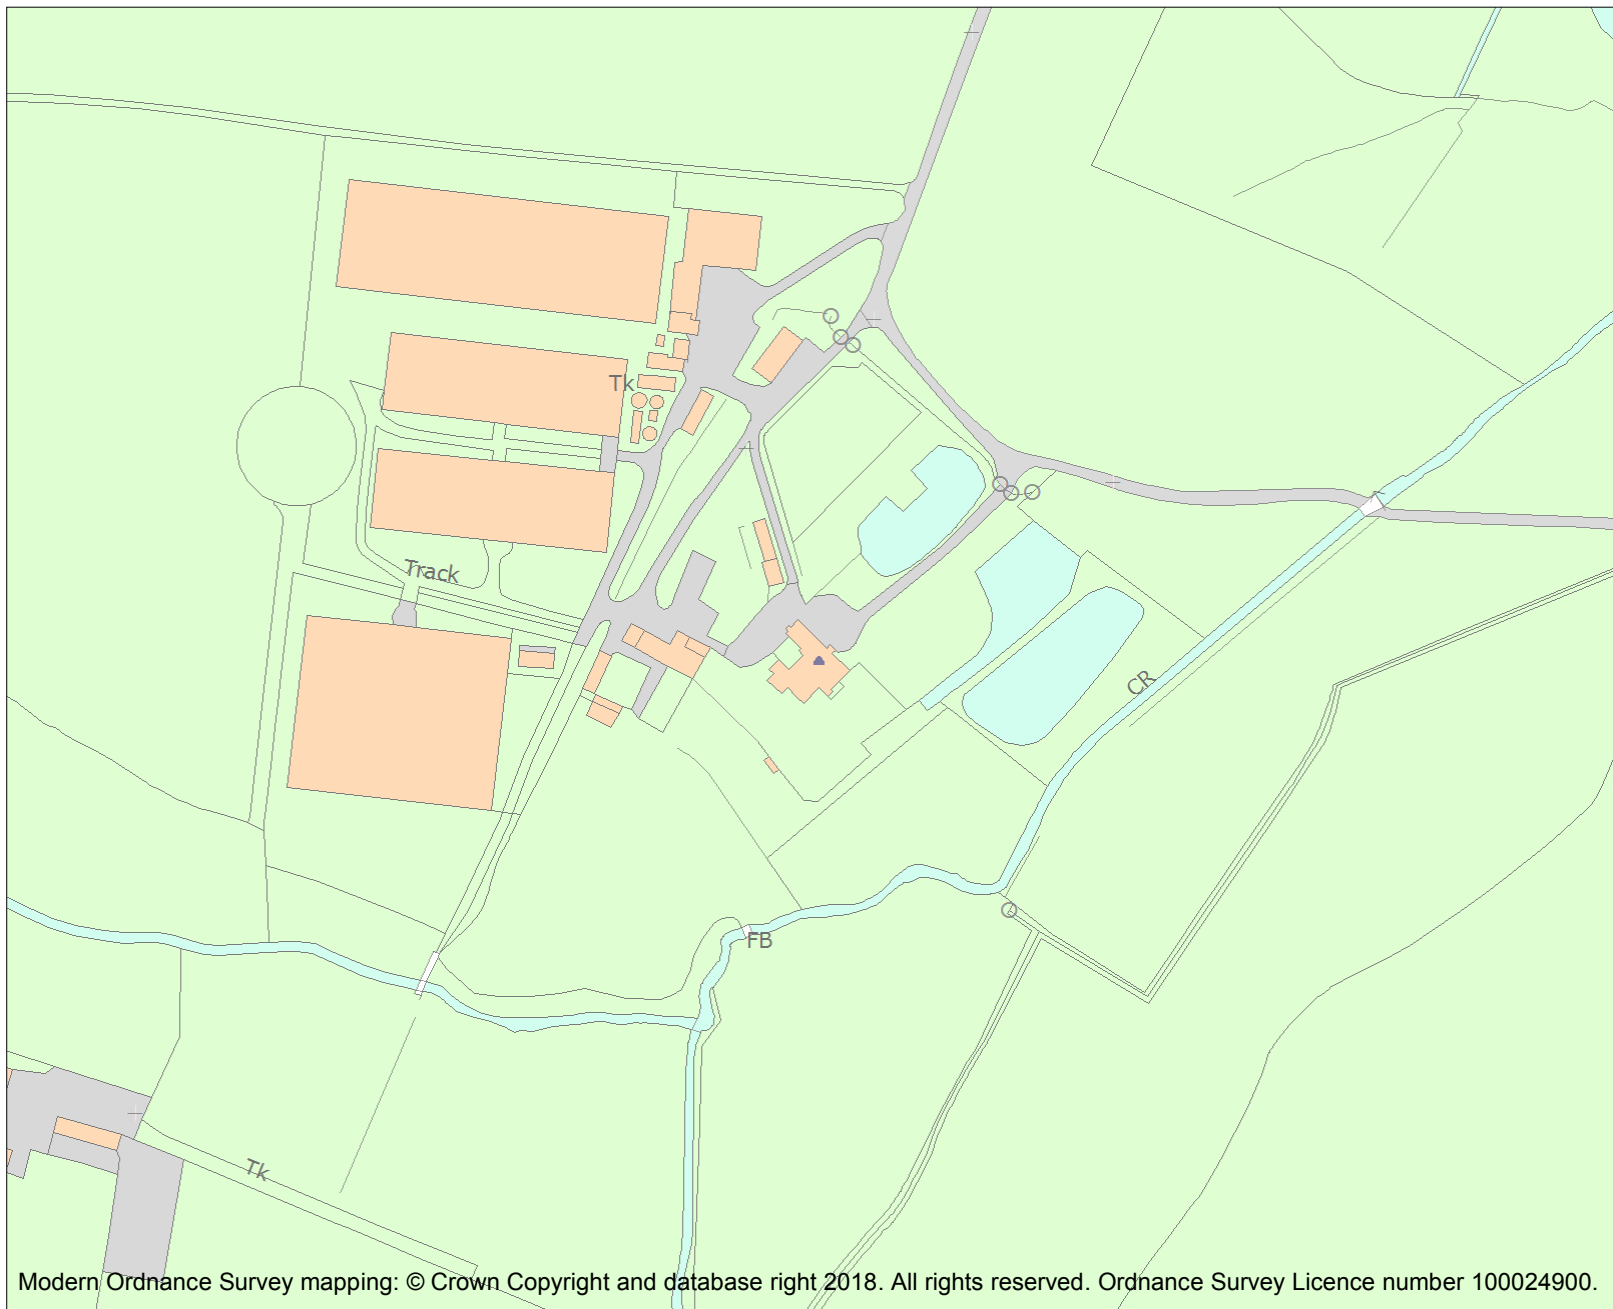 Tk
Track
CR
FB
Tk
Modern Ordnance Survey mapping: © Crown Copyright and database right 2018. All rights reserved. Ordnance Survey Licence number 100024900.